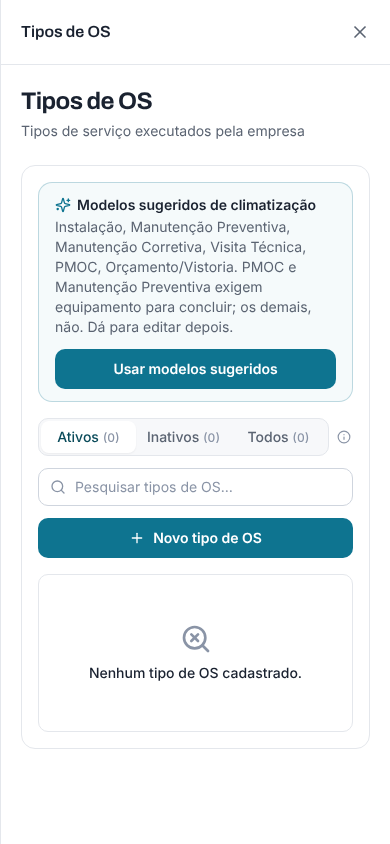 Tipos de OS
Tipos de OS
Tipos de serviço executados pela empresa
Modelos sugeridos de climatização
Instalação, Manutenção Preventiva,
Manutenção Corretiva, Visita Técnica,
PMOC, Orçamento/Vistoria. PMOC e
Manutenção Preventiva exigem
equipamento para concluir; os demais,
não. Dá para editar depois.
Usar modelos sugeridos
Ativos (0) Inativos (0) Todos (0)
Pesquisar tipos de OS...
Novo tipo de OS
Nenhum tipo de OS cadastrado.